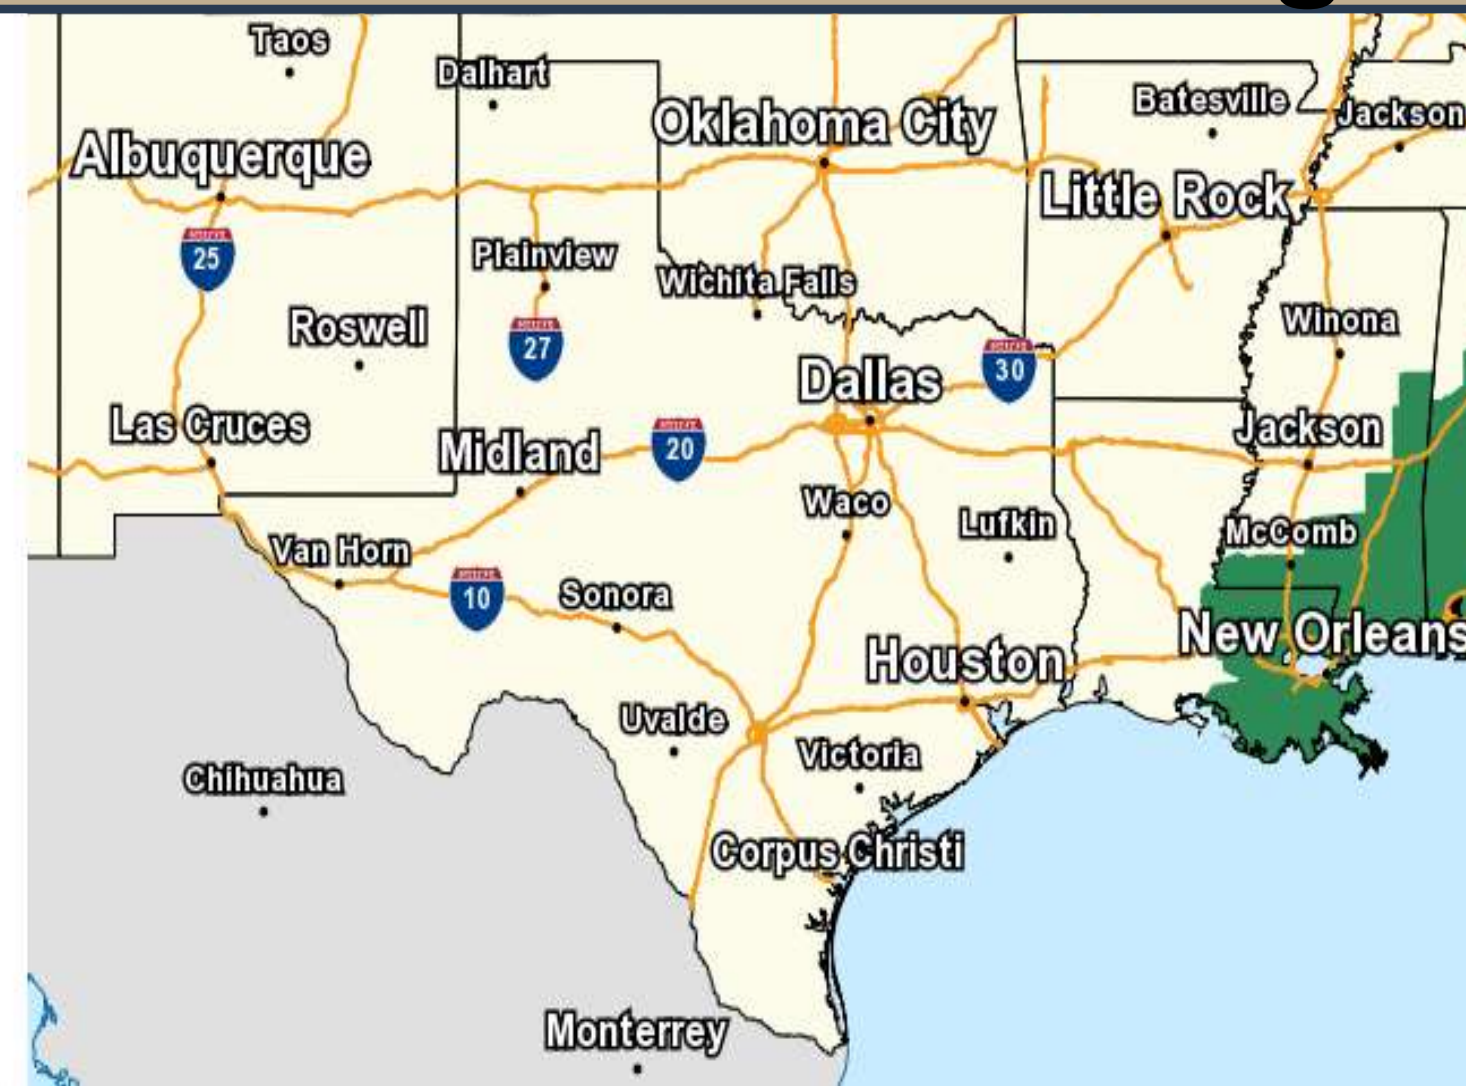 Taos
Dalhart
Batesville
Jackson
Oklahoma City
Albuquerque
Little Rock
25
Plainview
Wichita Falls
Roswell
27
Winona
30
Dallas
Las Cruces
Midland
20
Jackson
Waco
Lufkin
McComb
Van Horn
10
Sonora
New Orleans
Houston
Uvalde
Victoria
Chihuahua
Corpus Christi
Monterrey